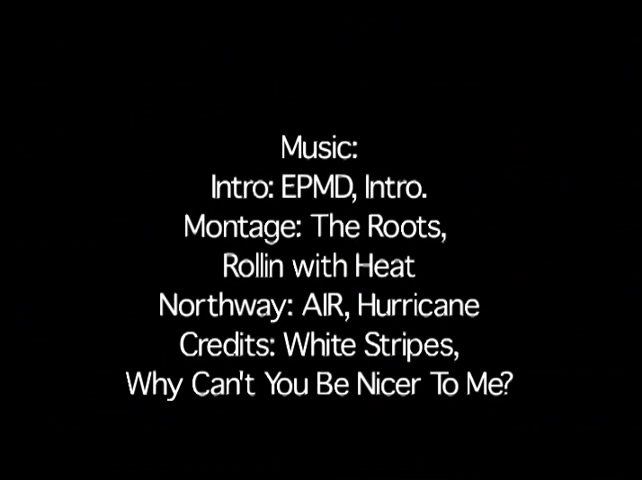 Music:
Intro: EPMD, Intro.
Montage: The Roots,
Rollin with Heat
Northway: AIR, Hurricane
Credits: White Stripes,
Why Can't You Be Nicer To Me?